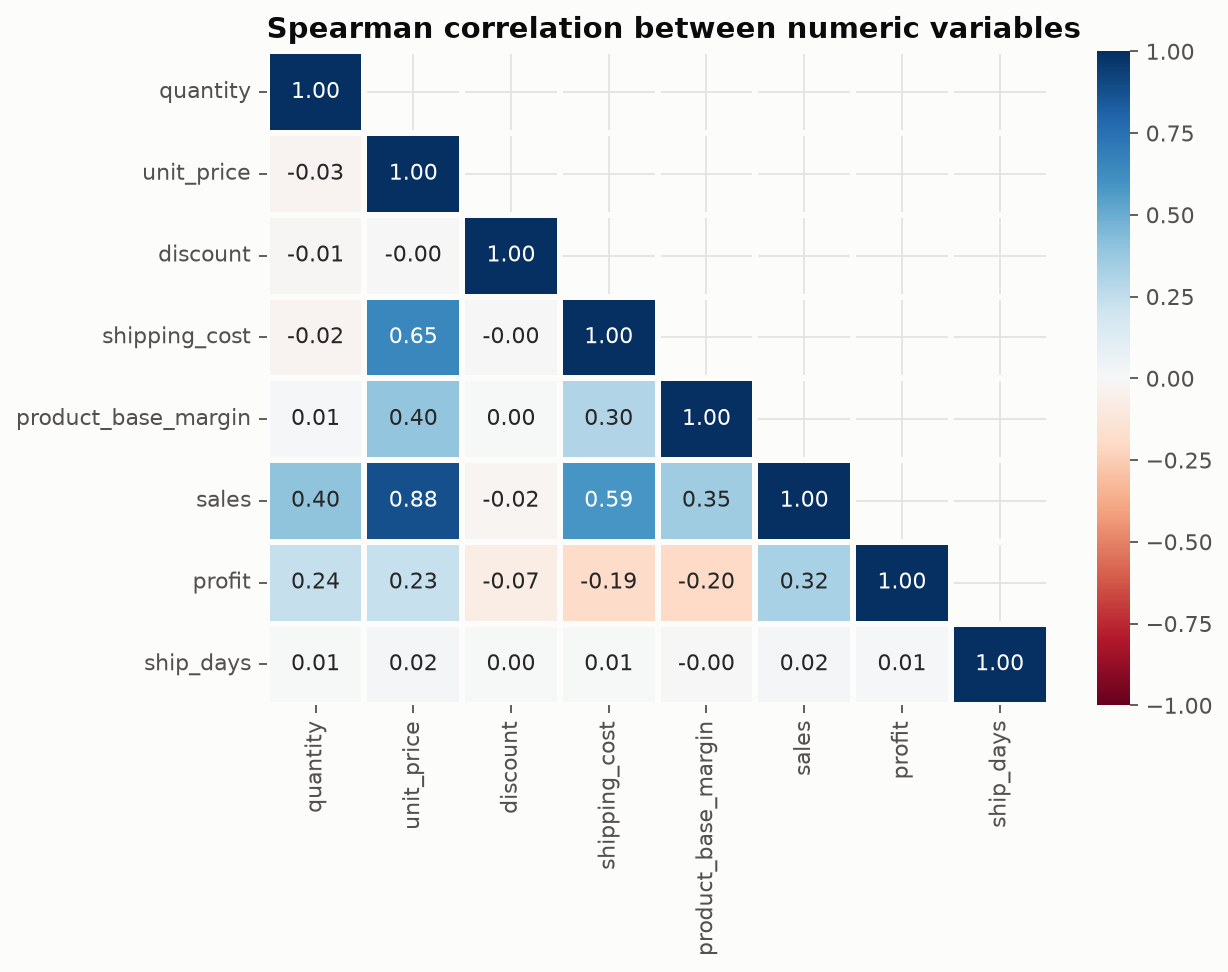 Spearman correlation between numeric variables
quantity 1.00
unit_price -0.03 1.00
discount -0.01 -0.00 1.00
shipping_cost -0.02 0.65 -0.00 1.00
product_base_margin 0.01 0.40 0.00 0.30 1.00
sales 0.40 0.88 -0.02 0.59 0.35 1.00
profit 0.24 0.23 -0.07 -0.19 -0.20 0.32 1.00
ship_days 0.01 0.02 0.00 0.01 -0.00 0.02 0.01 1.00
quantity
unit_price
discount
shipping_cost
product_base_margin
sales
profit
ship_days
1.00
0.75
0.50
0.25
0.00
−0.25
−0.50
−0.75
−1.00